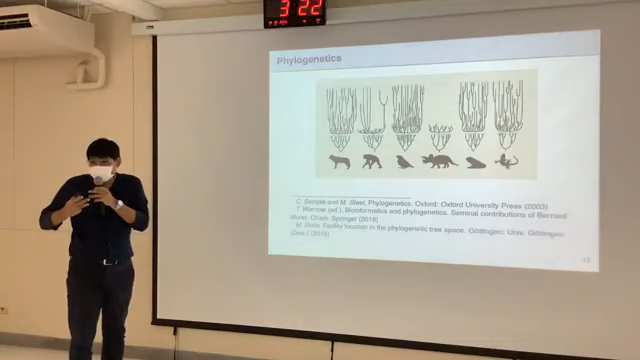 3 22
Phylogenetics
C. Semple and M. Steel, Phylogenetics. Oxford: Oxford University Press (2003)
T. Warnow (ed.), Bioinformatics and phylogenetics. Seminal contributions of Bernard
Moret. Cham: Springer (2019)
M. Botte, Facility location in the phylogenetic tree space. Göttingen: Univ. Göttingen
(Diss.) (2019)